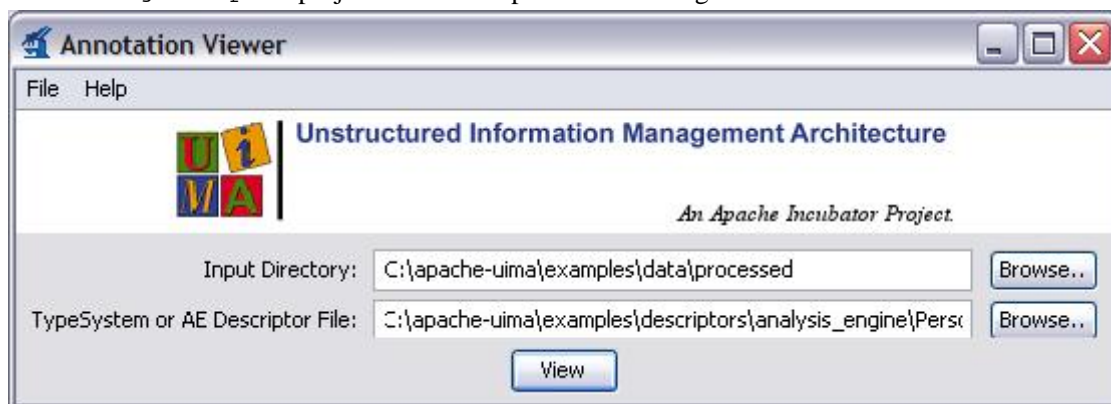 Annotation Viewer
File Help
UIMA
Unstructured Information Management Architecture
An Apache Incubator Project.
Input Directory: C:\apache-uima\examples\data\processed Browse..
TypeSystem or AE Descriptor File: C:\apache-uima\examples\descriptors\analysis_engine\Pers Browse..
View